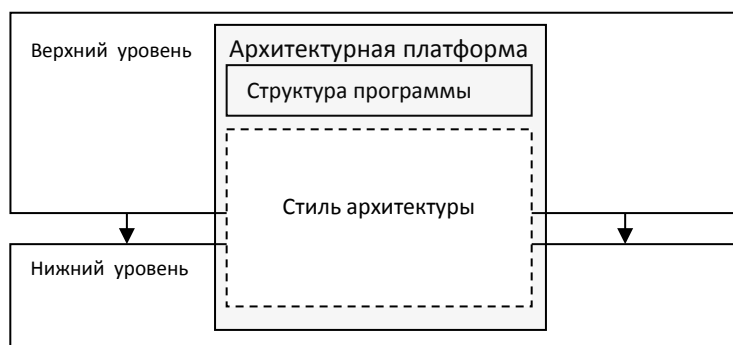 Верхний уровень
Архитектурная платформа
Структура программы
Стиль архитектуры
Нижний уровень